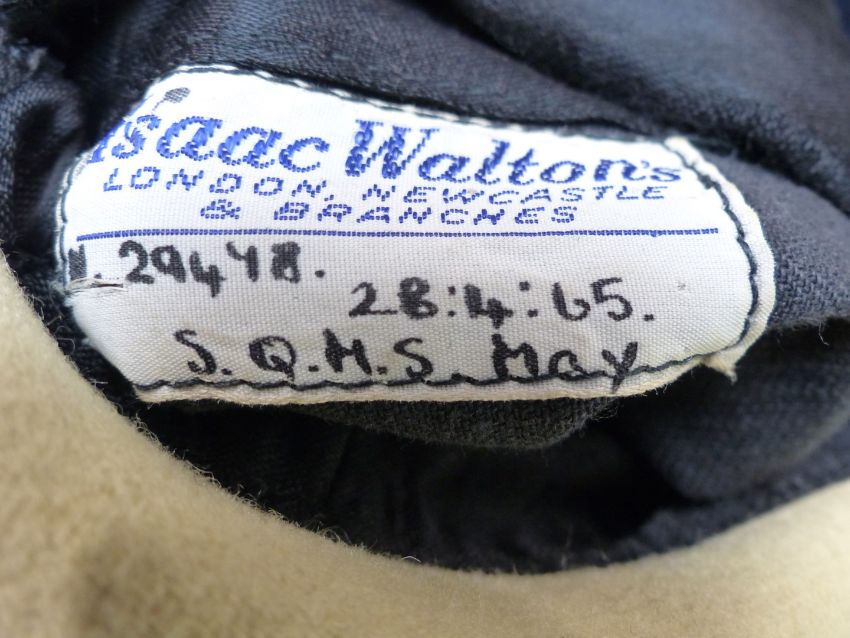 Isaac Walton's
LONDON, NEWCASTLE
& BRANCHES
N. 29448.
28:4:65.
S. Q. M. S. May